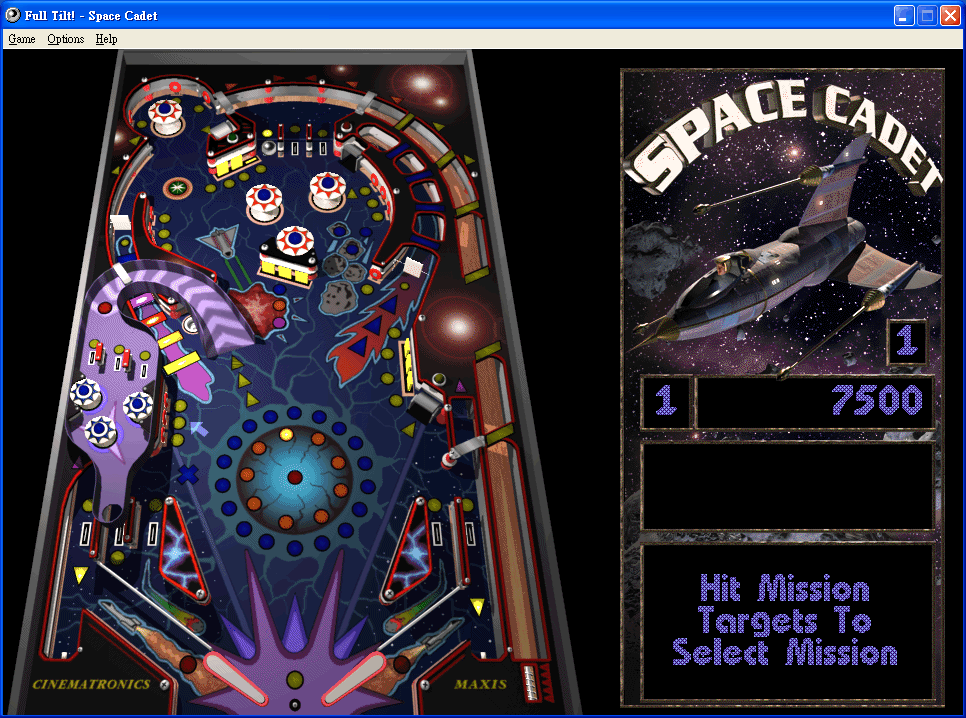 Full Tilt! - Space Cadet
Game Options Help
SPACE CADET
1
1 7500
Hit Mission
Targets To
Select Mission
CINEMATRONICS
MAXIS